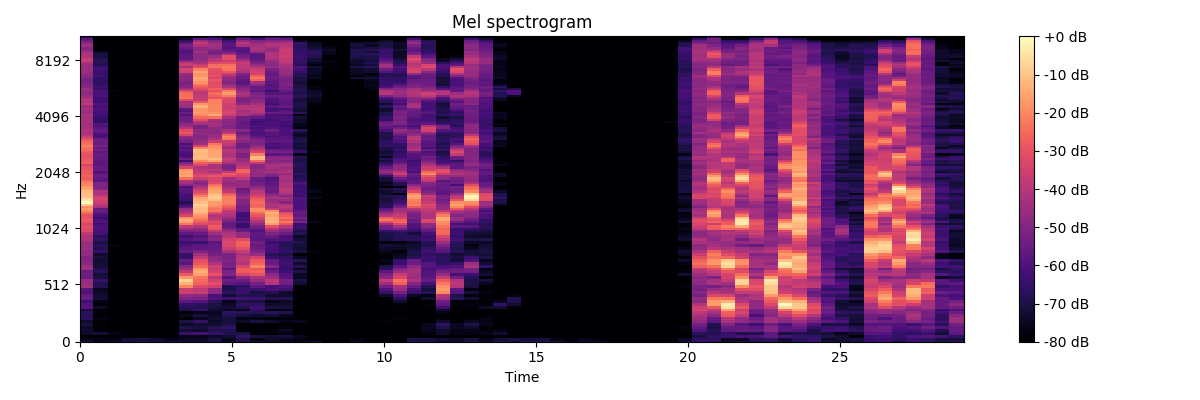 Mel spectrogram
8192
4096
2048
1024
512
0
Hz
0 5 10 15 20 25
Time
+0 dB
-10 dB
-20 dB
-30 dB
-40 dB
-50 dB
-60 dB
-70 dB
-80 dB